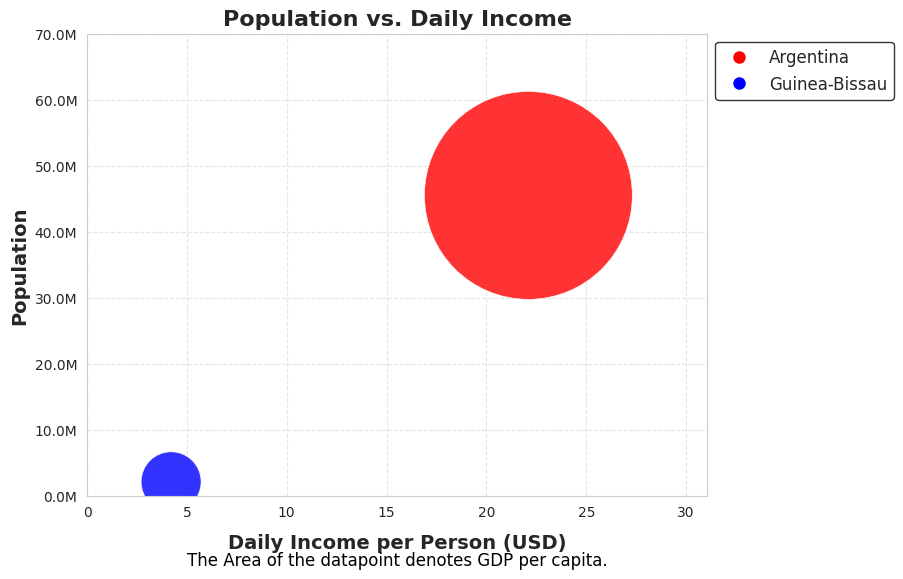 Population vs. Daily Income
70.0M
60.0M
50.0M
40.0M
30.0M
20.0M
10.0M
0.0M
Population
0 5 10 15 20 25 30
Daily Income per Person (USD)
The Area of the datapoint denotes GDP per capita.
Argentina
Guinea-Bissau